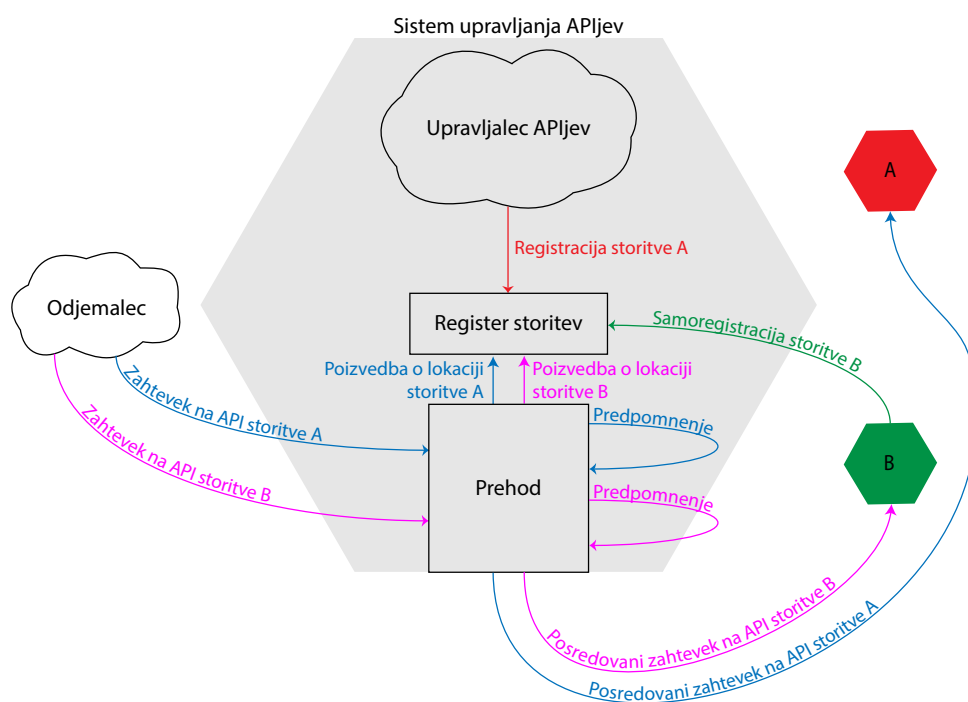 Sistem upravljanja APIjev
Upravljalec APIjev
A
Registracija storitve A
Odjemalec
Register storitev
Samoregistracija storitve B
Poizvedba o lokaciji
storitve A
Poizvedba o lokaciji
storitve B
Zahtevek na API storitve A
Zahtevek na API storitve B
Predpomnenje
B
Prehod
Predpomnenje
Posredovani zahtevek na API storitve B
Posredovani zahtevek na API storitve A